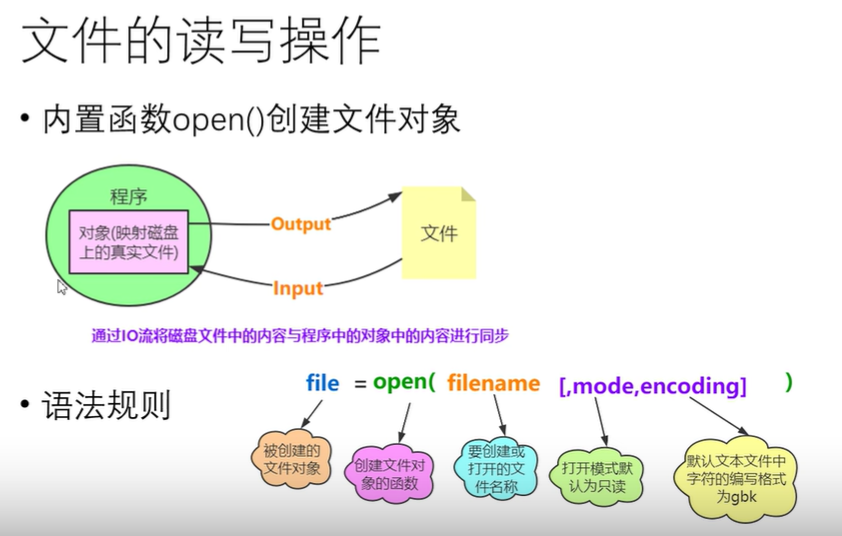 文件的读写操作
• 内置函数open()创建文件对象
程序
对象(映射磁盘
上的真实文件)
Output
Input
文件
通过IO流将磁盘文件中的内容与程序中的对象中的内容进行同步
• 语法规则
file = open( filename [,mode,encoding] )
被创建的
文件对象
创建文件对
象的函数
要创建或
打开的文
件名称
打开模式默
认为只读
默认文本文件中
字符的编写格式
为gbk